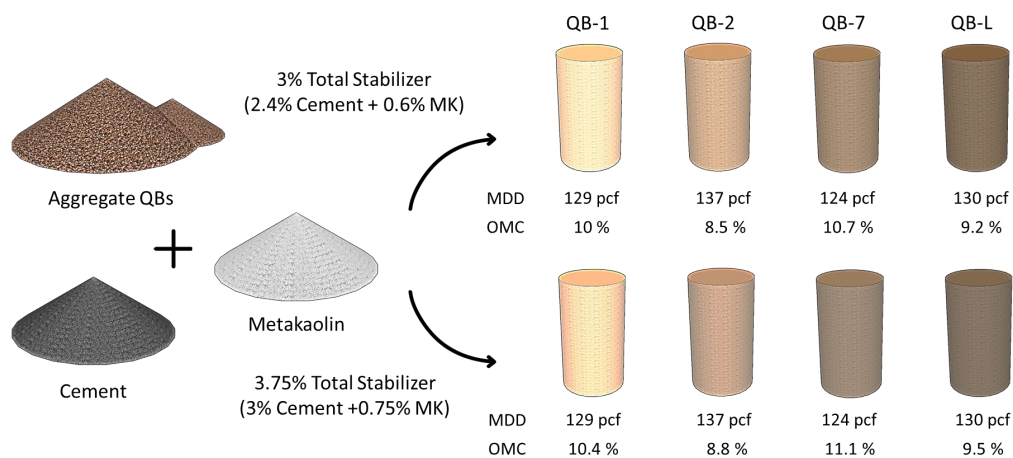 QB-1 QB-2 QB-7 QB-L
3% Total Stabilizer
(2.4% Cement + 0.6% MK)
Aggregate QBs
MDD 129 pcf 137 pcf 124 pcf 130 pcf
OMC 10 % 8.5 % 10.7 % 9.2 %
+
Metakaolin
Cement
3.75% Total Stabilizer
(3% Cement +0.75% MK)
MDD 129 pcf 137 pcf 124 pcf 130 pcf
OMC 10.4 % 8.8 % 11.1 % 9.5 %